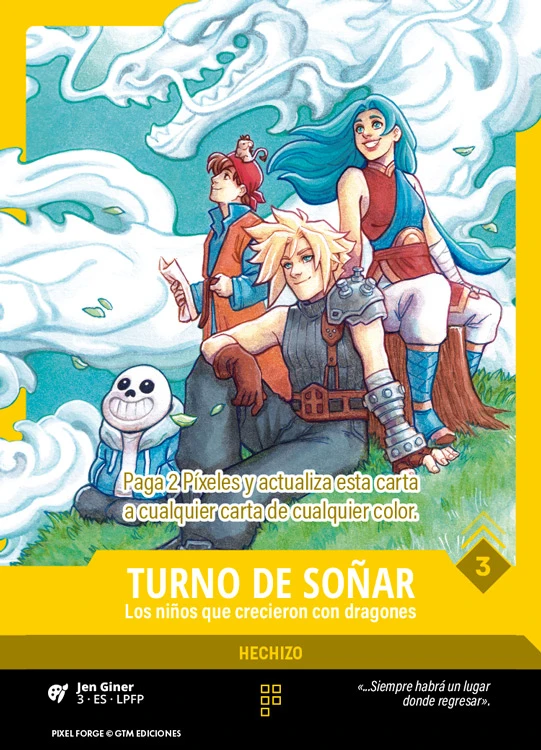 Paga 2 Píxeles y actualiza esta carta
a cualquier carta de cualquier color.
3
TURNO DE SOÑAR
Los niños que crecieron con dragones
HECHIZO
Jen Giner
3 · ES · LPFP
«...Siempre habrá un lugar
donde regresar».
PIXEL FORGE © GTM EDICIONES